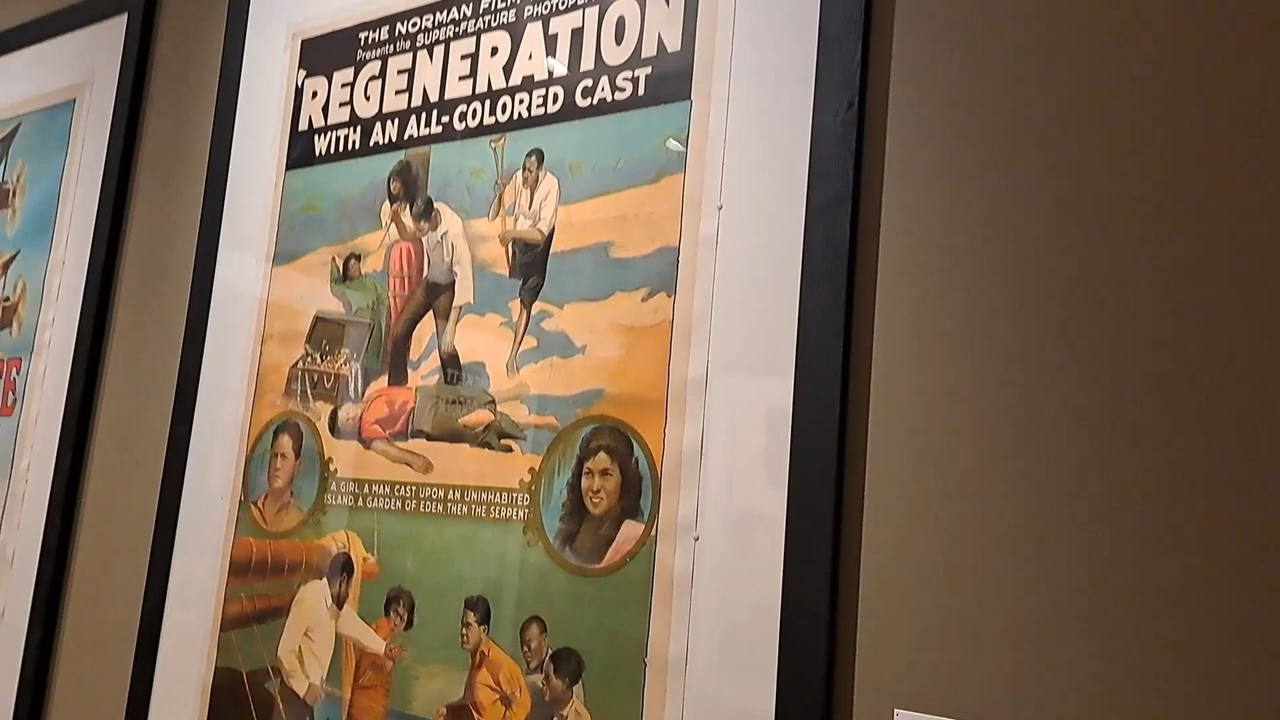 THE NORMAN FILM
Presents the SUPER-FEATURE
"REGENERATION
WITH AN ALL-COLORED CAST
"A GIRL, A MAN, CAST UPON AN UNINHABITED
ISLAND, A GARDEN OF EDEN, THEN THE SERPENT"